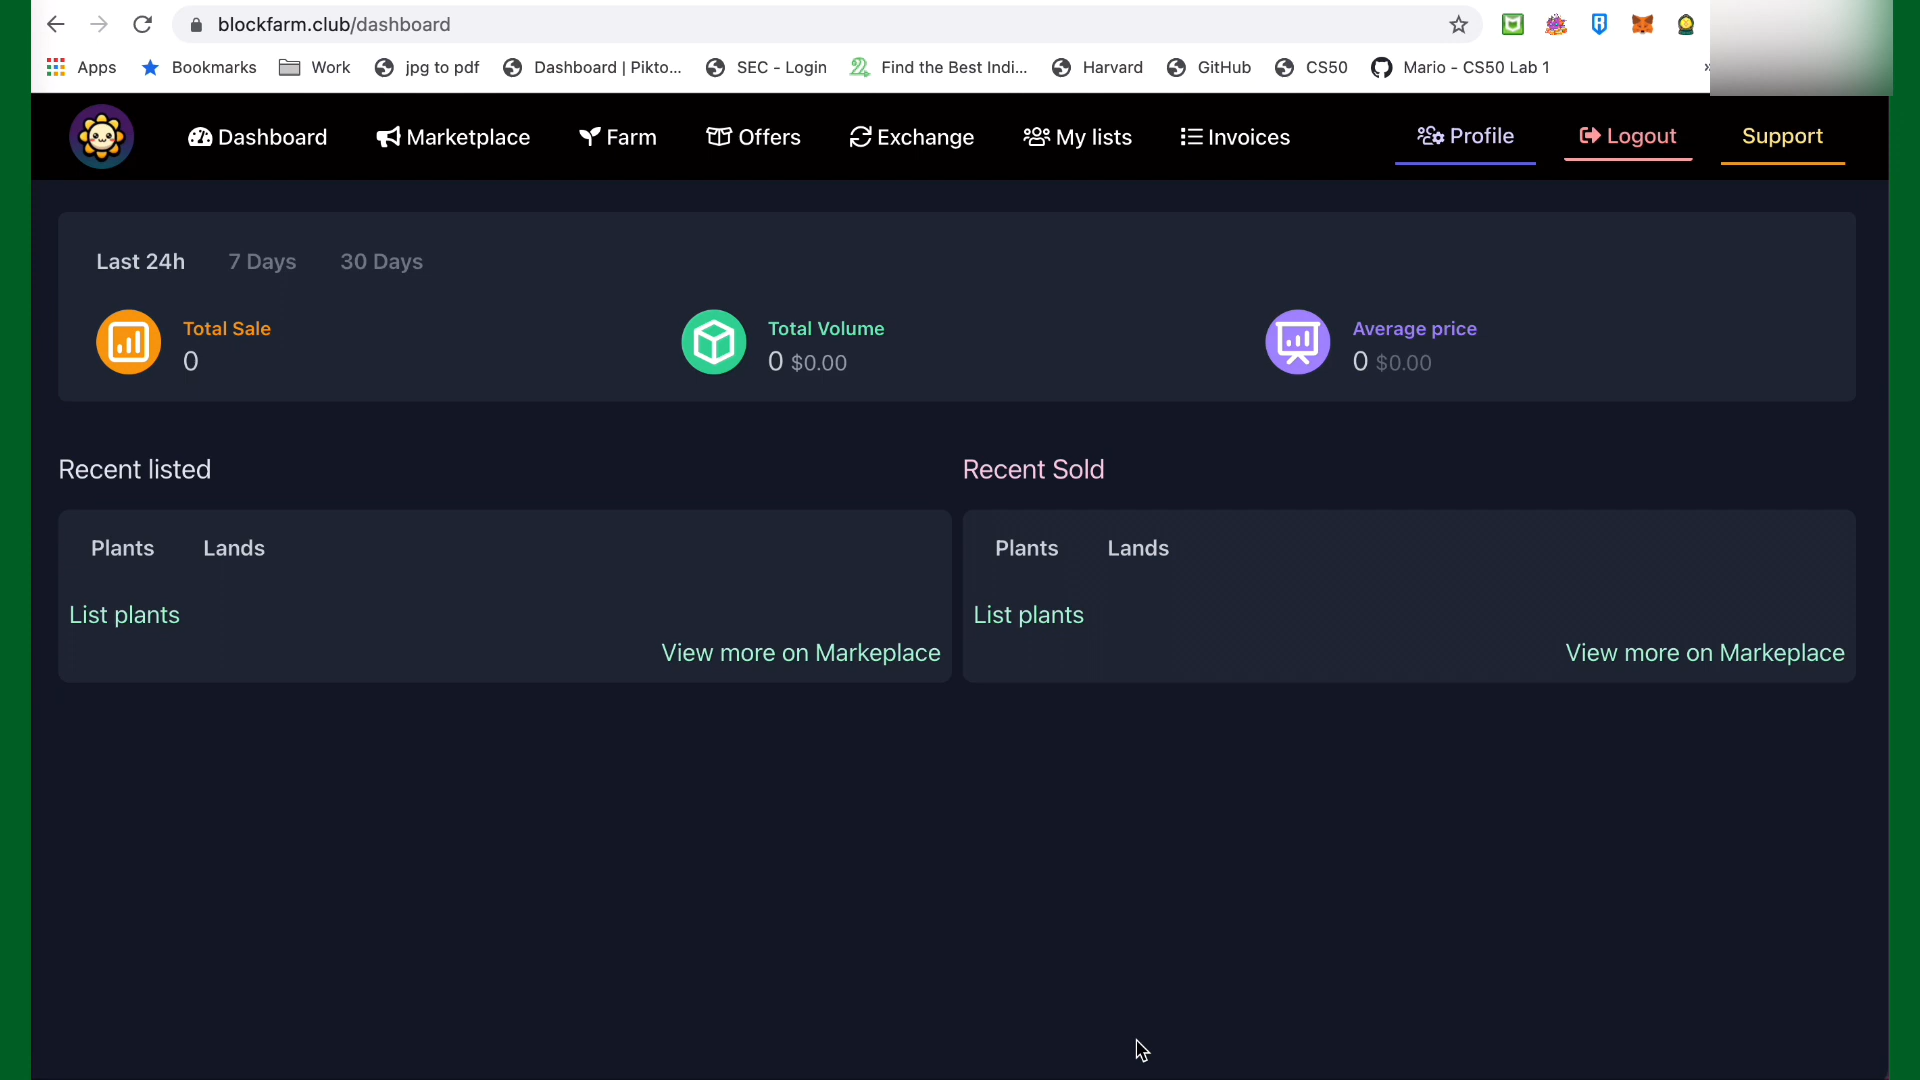 blockfarm.club/dashboard
Apps Bookmarks Work jpg to pdf Dashboard | Pikto... SEC - Login Find the Best Indi... Harvard GitHub CS50 Mario - CS50 Lab 1 »
Dashboard Marketplace Farm Offers Exchange My lists Invoices Profile Logout Support
Last 24h 7 Days 30 Days
Total Sale Total Volume Average price
0 0 $0.00 0 $0.00
Recent listed Recent Sold
Plants Lands Plants Lands
List plants List plants
View more on Markeplace View more on Markeplace